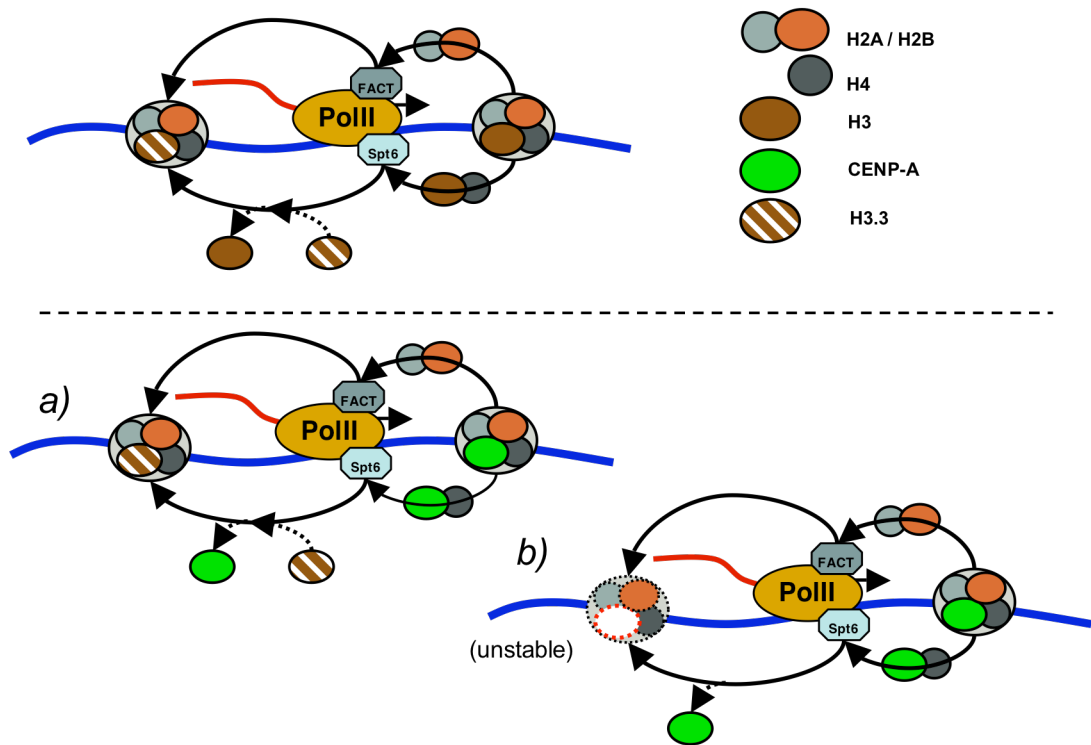 FACT
PolII
Spt6
H2A / H2B
H4
H3
CENP-A
H3.3
a)
FACT
PolII
Spt6
b)
FACT
PolII
Spt6
(unstable)